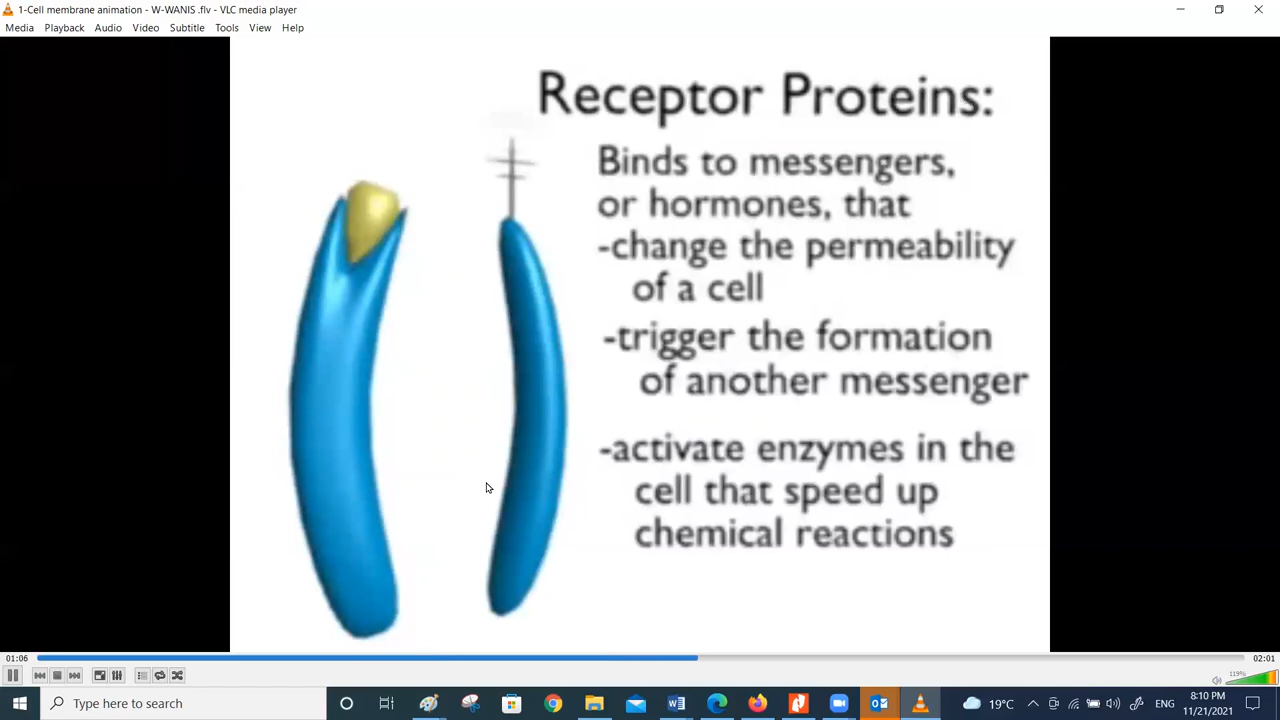 1-Cell membrane animation - W-WANIS .flv - VLC media player
Media Playback Audio Video Subtitle Tools View Help
Receptor Proteins:
Binds to messengers,
or hormones, that
-change the permeability
of a cell
-trigger the formation
of another messenger
-activate enzymes in the
cell that speed up
chemical reactions
01:06
02:01
119%
Type here to search
19°C
ENG
8:10 PM
11/21/2021